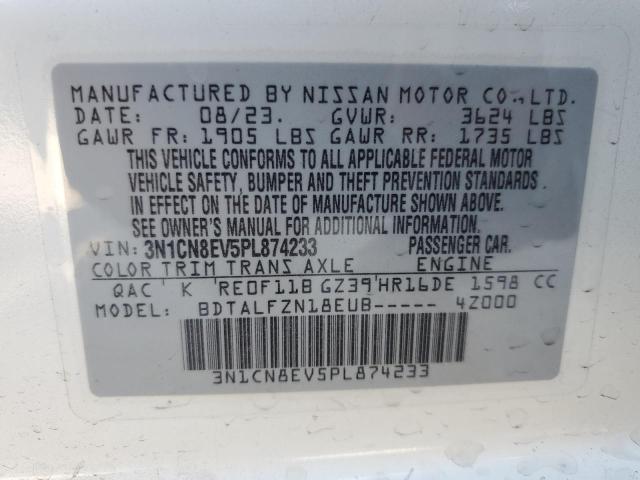 MANUFACTURED BY NISSAN MOTOR CO., LTD.
DATE: 08/23. GVWR: 3624 LBS
GAWR FR: 1905 LBS GAWR RR: 1735 LBS
THIS VEHICLE CONFORMS TO ALL APPLICABLE FEDERAL MOTOR
VEHICLE SAFETY, BUMPER AND THEFT PREVENTION STANDARDS
IN EFFECT ON THE DATE OF MANUFACTURE SHOWN ABOVE.
SEE OWNER'S MANUAL FOR ADDITIONAL INFORMATION.
VIN: 3N1CN8EV5PL874233 PASSENGER CAR.
COLOR TRIM TRANS AXLE ENGINE
QAC K RE0F11B GZ39 HR16DE 1598 CC
MODEL: BDTALFZN18EUB----- 4Z000
3N1CN8EV5PL874233